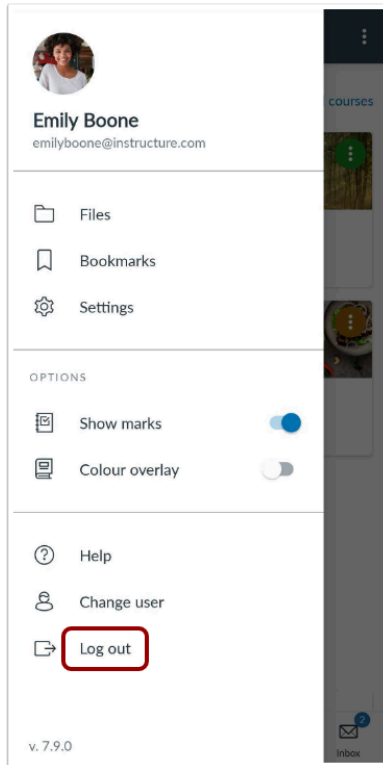 Emily Boone
emilyboone@instructure.com
courses
Files
Bookmarks
Settings
OPTIONS
Show marks
Colour overlay
Help
Change user
Log out
v. 7.9.0
2
Inbox